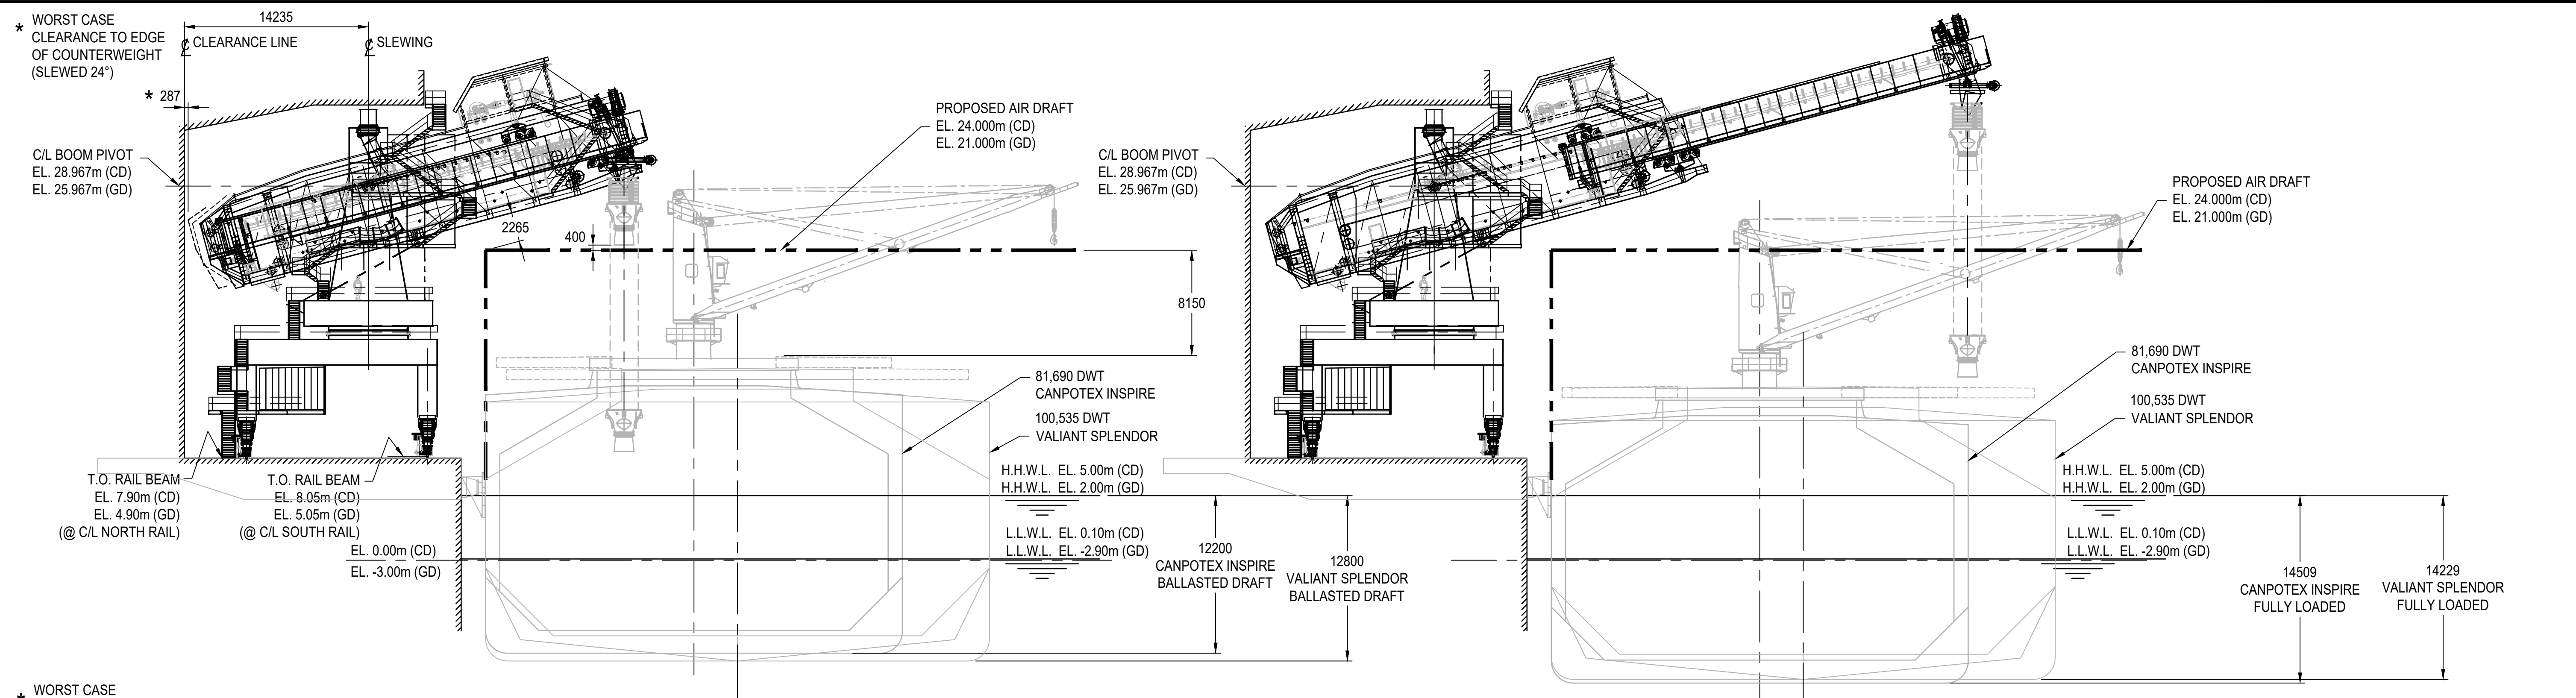 * WORST CASE
CLEARANCE TO EDGE
OF COUNTERWEIGHT
(SLEWED 24°)
14235
℄ CLEARANCE LINE
℄ SLEWING
* 287
C/L BOOM PIVOT
EL. 28.967m (CD)
EL. 25.967m (GD)
2265
400
PROPOSED AIR DRAFT
EL. 24.000m (CD)
EL. 21.000m (GD)
8150
81,690 DWT
CANPOTEX INSPIRE
100,535 DWT
VALIANT SPLENDOR
H.H.W.L. EL. 5.00m (CD)
H.H.W.L. EL. 2.00m (GD)
L.L.W.L. EL. 0.10m (CD)
L.L.W.L. EL. -2.90m (GD)
T.O. RAIL BEAM
EL. 7.90m (CD)
EL. 4.90m (GD)
(@ C/L NORTH RAIL)
T.O. RAIL BEAM
EL. 8.05m (CD)
EL. 5.05m (GD)
(@ C/L SOUTH RAIL)
EL. 0.00m (CD)
EL. -3.00m (GD)
12200
CANPOTEX INSPIRE
BALLASTED DRAFT
12800
VALIANT SPLENDOR
BALLASTED DRAFT
C/L BOOM PIVOT
EL. 28.967m (CD)
EL. 25.967m (GD)
PROPOSED AIR DRAFT
EL. 24.000m (CD)
EL. 21.000m (GD)
81,690 DWT
CANPOTEX INSPIRE
100,535 DWT
VALIANT SPLENDOR
H.H.W.L. EL. 5.00m (CD)
H.H.W.L. EL. 2.00m (GD)
L.L.W.L. EL. 0.10m (CD)
L.L.W.L. EL. -2.90m (GD)
14509
CANPOTEX INSPIRE
FULLY LOADED
14229
VALIANT SPLENDOR
FULLY LOADED
* WORST CASE